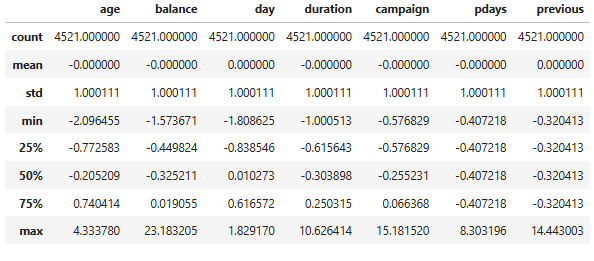 age balance day duration campaign pdays previous
count 4521.000000 4521.000000 4521.000000 4521.000000 4521.000000 4521.000000 4521.000000
mean -0.000000 -0.000000 0.000000 -0.000000 -0.000000 -0.000000 0.000000
std 1.000111 1.000111 1.000111 1.000111 1.000111 1.000111 1.000111
min -2.096455 -1.573671 -1.808625 -1.000513 -0.576829 -0.407218 -0.320413
25% -0.772583 -0.449824 -0.838546 -0.615643 -0.576829 -0.407218 -0.320413
50% -0.205209 -0.325211 0.010273 -0.303898 -0.255231 -0.407218 -0.320413
75% 0.740414 0.019055 0.616572 0.250315 0.066368 -0.407218 -0.320413
max 4.333780 23.183205 1.829170 10.626414 15.181520 8.303196 14.443003